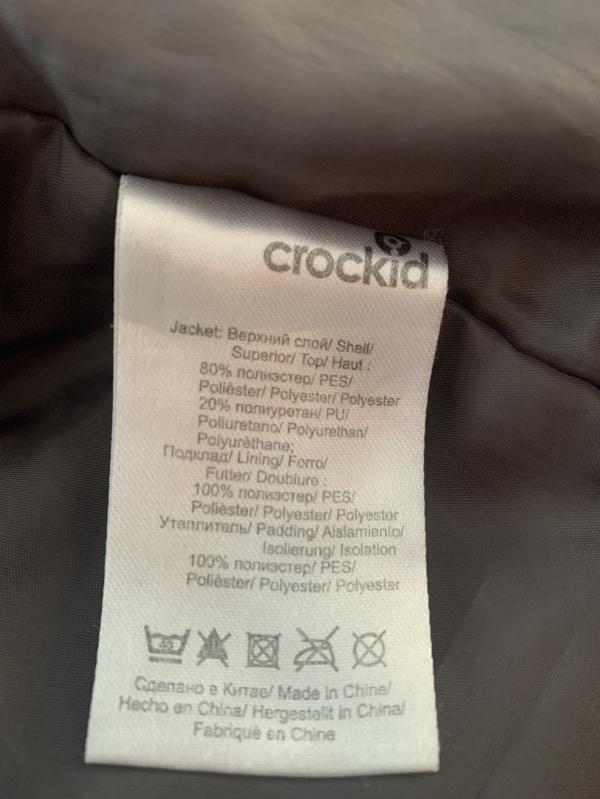 crockid
Jacket: Верхний слой/ Shell/
Superior/ Top/ Haut :
80% полиэстер/ PES/
Poliéster/ Polyester/ Polyester
20% полиуретан/ PU/
Poliuretano/ Polyurethan/
Polyuréthane;
Подклад/ Lining/ Forro/
Futter/ Doublure :
100% полиэстер/ PES/
Poliéster/ Polyester/ Polyester
Утеплитель/ Padding/ Aislamiento/
Isolierung/ Isolation
100% полиэстер/ PES/
Poliéster/ Polyester/ Polyester
40
Сделано в Китае/ Made in China/
Hecho en China/ Hergestellt in China/
Fabriqué en Chine